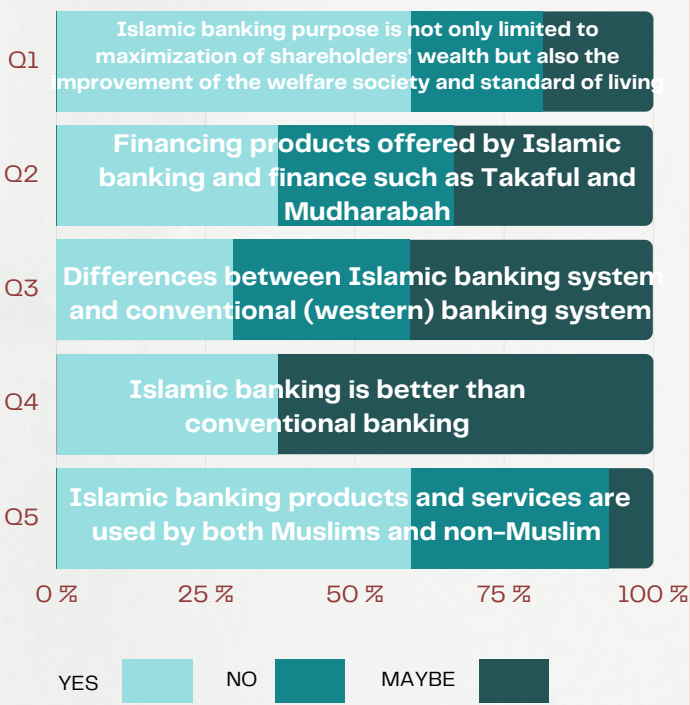 Q1
Islamic banking purpose is not only limited to
maximization of shareholders' wealth but also the
improvement of the welfare society and standard of living
Q2
Financing products offered by Islamic
banking and finance such as Takaful and
Mudharabah
Q3
Differences between Islamic banking system
and conventional (western) banking system
Q4
Islamic banking is better than
conventional banking
Q5
Islamic banking products and services are
used by both Muslims and non-Muslim
0 % 25 % 50 % 75 % 100 %
YES NO MAYBE